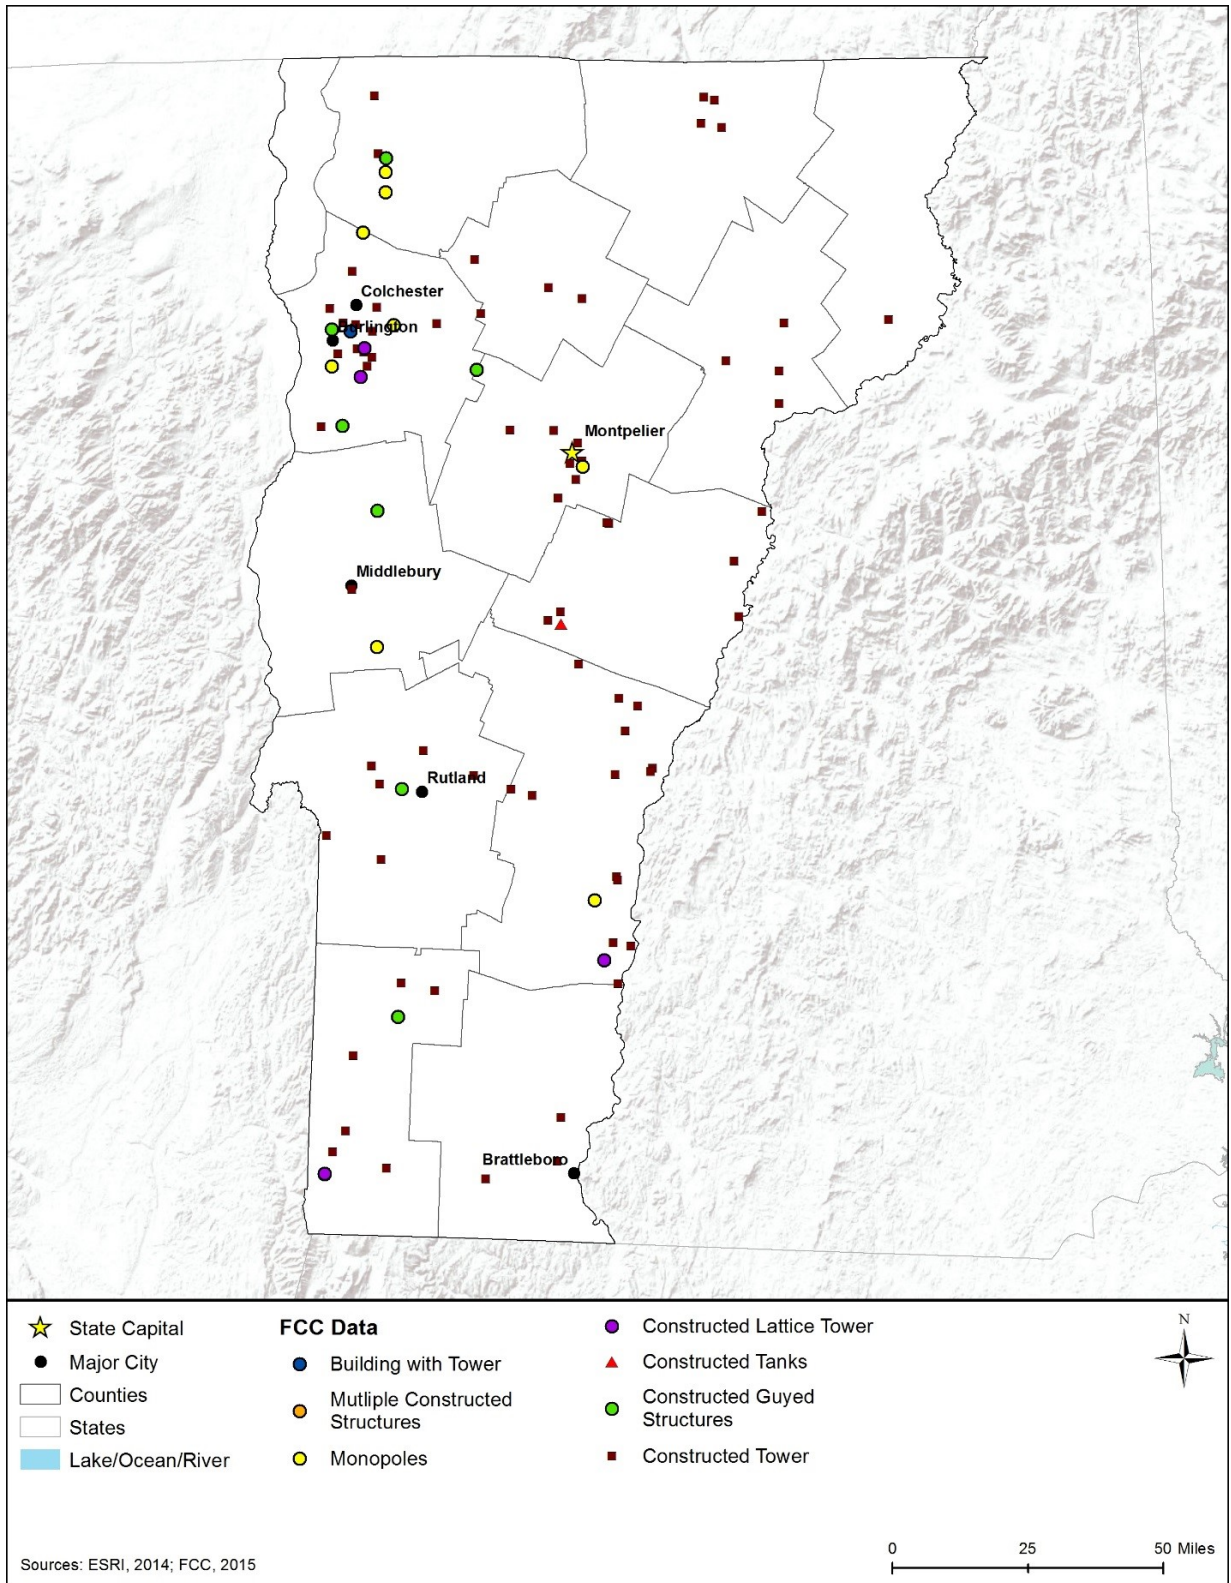 Colchester
Burlington
Montpelier
Middlebury
Rutland
Brattleboro
State Capital
Major City
Counties
States
Lake/Ocean/River
FCC Data
Building with Tower
Mutliple Constructed
Structures
Monopoles
Constructed Lattice Tower
Constructed Tanks
Constructed Guyed
Structures
Constructed Tower
N
Sources: ESRI, 2014; FCC, 2015
0 25 50 Miles